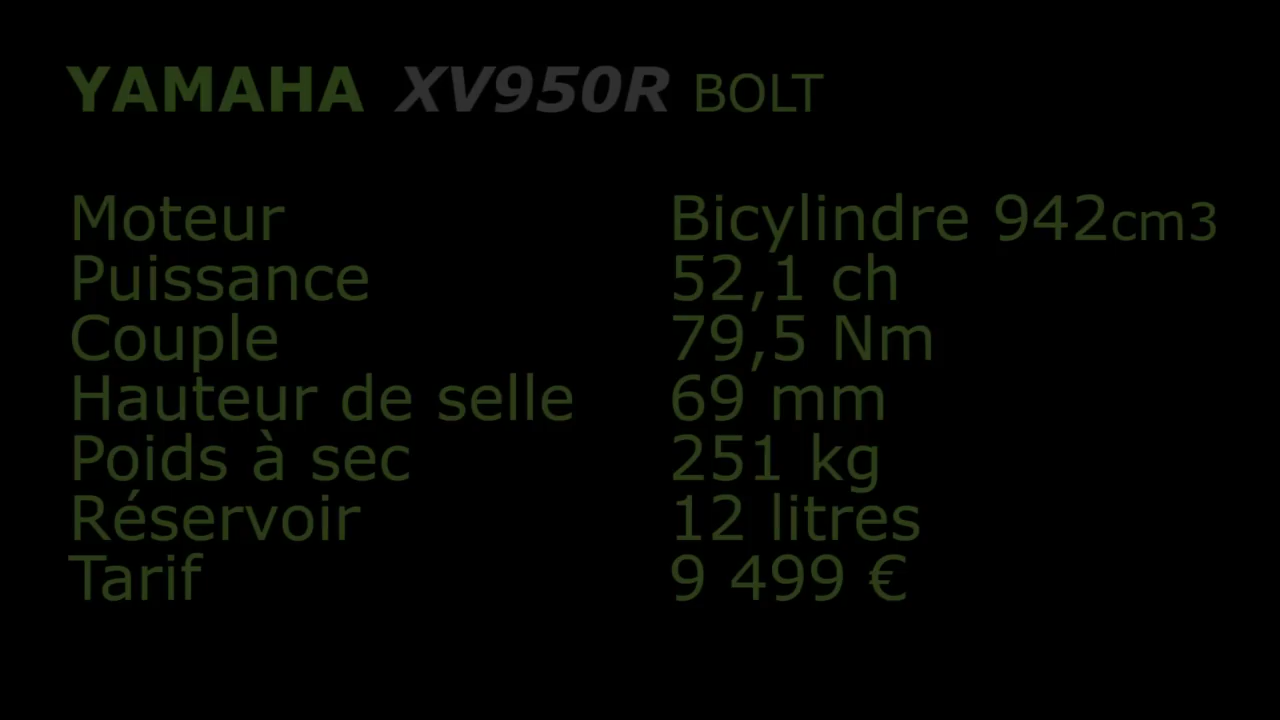 YAMAHA XV950R BOLT
Moteur Bicylindre 942cm3
Puissance 52,1 ch
Couple 79,5 Nm
Hauteur de selle 69 mm
Poids à sec 251 kg
Réservoir 12 litres
Tarif 9 499 €